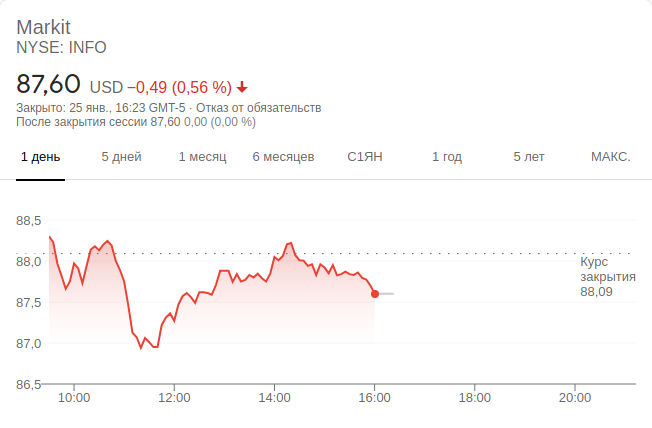 Markit
NYSE: INFO
87,60 USD −0,49 (0,56 %)
Закрыто: 25 янв., 16:23 GMT-5 · Отказ от обязательств
После закрытия сессии 87,60 0,00 (0,00 %)
1 день 5 дней 1 месяц 6 месяцев С1ЯН 1 год 5 лет МАКС.
88,5
88,0
87,5
87,0
86,5
Курс
закрытия
88,09
10:00 12:00 14:00 16:00 18:00 20:00